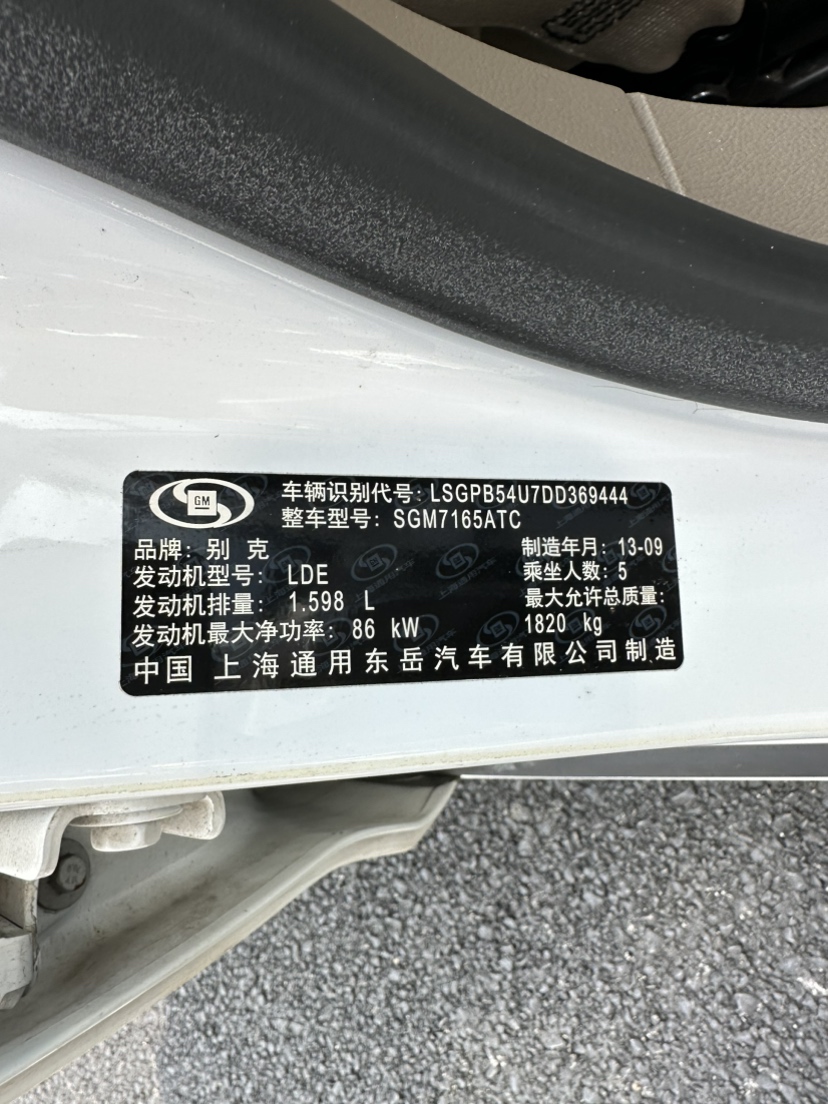 GM
车辆识别代号: LSGPB54U7DD369444
整车型号: SGM7165ATC
品牌: 别 克
制造年月: 13-09
发动机型号: LDE
乘坐人数: 5
发动机排量: 1.598 L
最大允许总质量:
1820 kg
发动机最大净功率: 86 kW
中国 上海通用东岳汽车有限公司制造